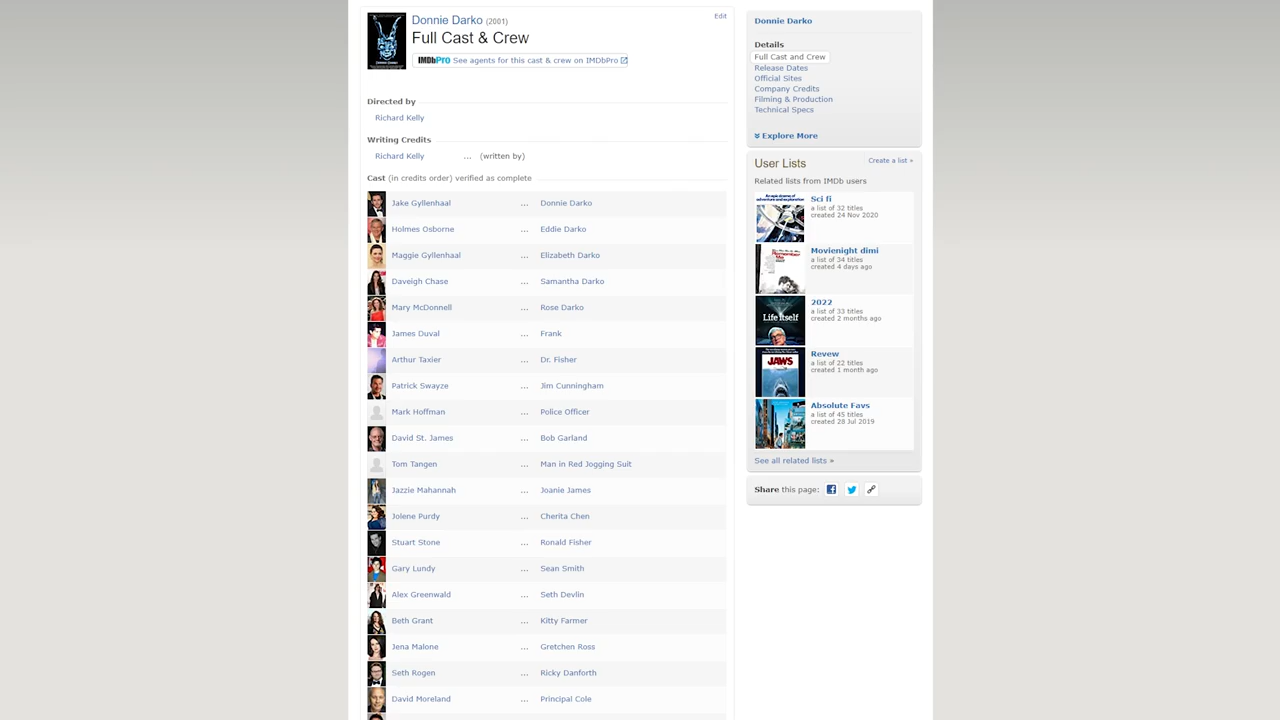 Donnie Darko (2001)
Edit
Full Cast & Crew
IMDbPro See agents for this cast & crew on IMDbPro
Directed by
Richard Kelly
Writing Credits
Richard Kelly ... (written by)
Cast (in credits order) verified as complete
Jake Gyllenhaal ... Donnie Darko
Holmes Osborne ... Eddie Darko
Maggie Gyllenhaal ... Elizabeth Darko
Daveigh Chase ... Samantha Darko
Mary McDonnell ... Rose Darko
James Duval ... Frank
Arthur Taxier ... Dr. Fisher
Patrick Swayze ... Jim Cunningham
Mark Hoffman ... Police Officer
David St. James ... Bob Garland
Tom Tangen ... Man in Red Jogging Suit
Jazzie Mahannah ... Joanie James
Jolene Purdy ... Cherita Chen
Stuart Stone ... Ronald Fisher
Gary Lundy ... Sean Smith
Alex Greenwald ... Seth Devlin
Beth Grant ... Kitty Farmer
Jena Malone ... Gretchen Ross
Seth Rogen ... Ricky Danforth
David Moreland ... Principal Cole
Donnie Darko
Details
Full Cast and Crew
Release Dates
Official Sites
Company Credits
Filming & Production
Technical Specs
Explore More
User Lists
Create a list »
Related lists from IMDb users
Sci fi
a list of 32 titles
created 24 Nov 2020
Movienight dimi
a list of 34 titles
created 4 days ago
Life Itself
2022
a list of 33 titles
created 2 months ago
JAWS
Revew
a list of 22 titles
created 1 month ago
Absolute Favs
a list of 45 titles
created 28 Jul 2019
See all related lists »
Share this page: